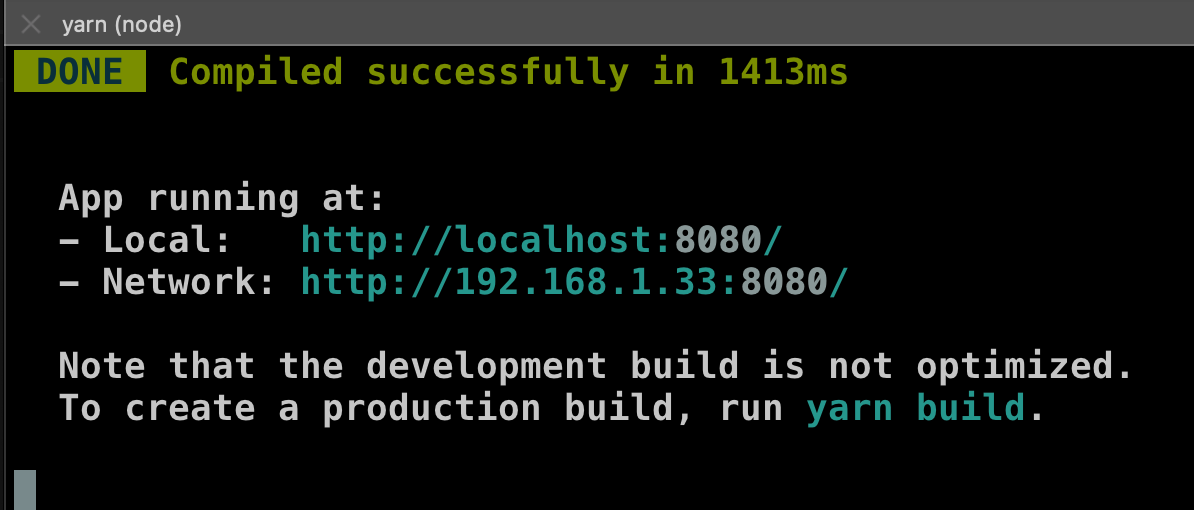 yarn (node)
DONE Compiled successfully in 1413ms
App running at:
- Local: http://localhost:8080/
- Network: http://192.168.1.33:8080/
Note that the development build is not optimized.
To create a production build, run yarn build.